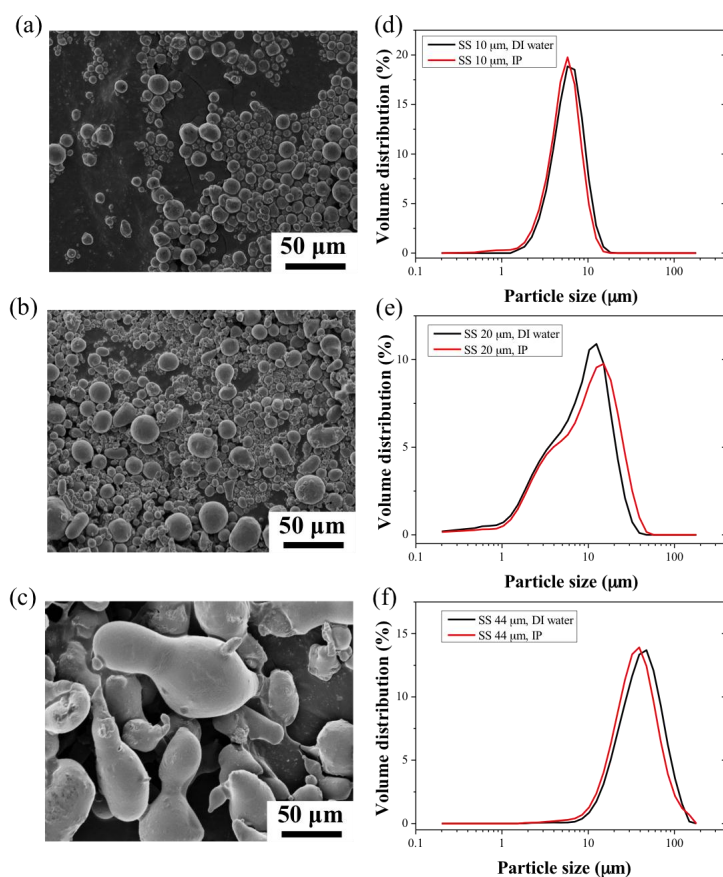 (a)
50 μm
(d)
SS 10 μm, DI water
SS 10 μm, IP
Volume distribution (%)
20
15
10
5
0
0.1
1
10
100
Particle size (μm)
(b)
50 μm
(e)
SS 20 μm, DI water
SS 20 μm, IP
Volume distribution (%)
10
5
0
0.1
1
10
100
Particle size (μm)
(c)
50 μm
(f)
SS 44 μm, DI water
SS 44 μm, IP
Volume distribution (%)
15
10
5
0
0.1
1
10
100
Particle size (μm)